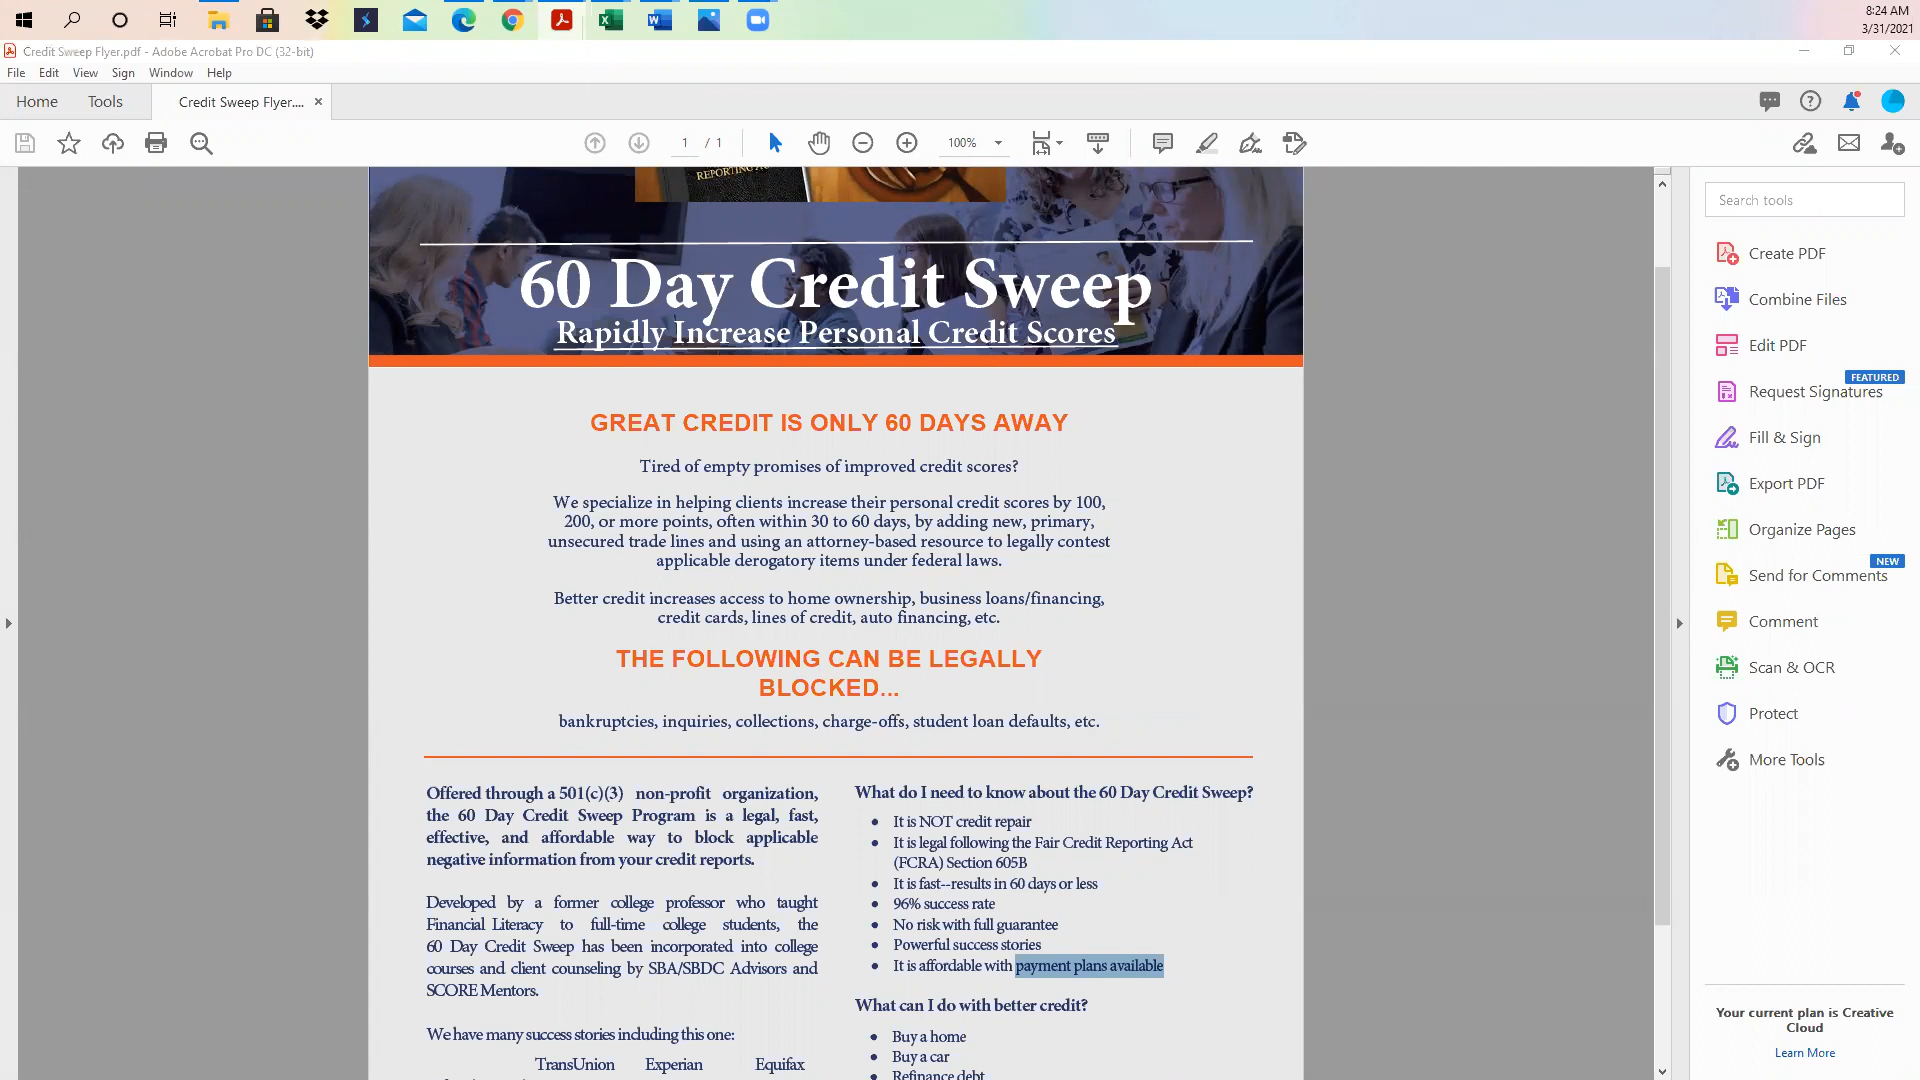 8:24 AM
3/31/2021
Credit Sweep Flyer.pdf - Adobe Acrobat Pro DC (32-bit)
File Edit View Sign Window Help
Home Tools Credit Sweep Flyer....
1 / 1 100%
REPORTING
60 Day Credit Sweep
Rapidly Increase Personal Credit Scores
GREAT CREDIT IS ONLY 60 DAYS AWAY
Tired of empty promises of improved credit scores?
We specialize in helping clients increase their personal credit scores by 100,
200, or more points, often within 30 to 60 days, by adding new, primary,
unsecured trade lines and using an attorney-based resource to legally contest
applicable derogatory items under federal laws.
Better credit increases access to home ownership, business loans/financing,
credit cards, lines of credit, auto financing, etc.
THE FOLLOWING CAN BE LEGALLY
BLOCKED...
bankruptcies, inquiries, collections, charge-offs, student loan defaults, etc.
Offered through a 501(c)(3) non-profit organization,
the 60 Day Credit Sweep Program is a legal, fast,
effective, and affordable way to block applicable
negative information from your credit reports.
Developed by a former college professor who taught
Financial Literacy to full-time college students, the
60 Day Credit Sweep has been incorporated into college
courses and client counseling by SBA/SBDC Advisors and
SCORE Mentors.
We have many success stories including this one:
TransUnion Experian Equifax
What do I need to know about the 60 Day Credit Sweep?
• It is NOT credit repair
• It is legal following the Fair Credit Reporting Act
(FCRA) Section 605B
• It is fast--results in 60 days or less
• 96% success rate
• No risk with full guarantee
• Powerful success stories
• It is affordable with payment plans available
What can I do with better credit?
• Buy a home
• Buy a car
• Refinance debt
Search tools
Create PDF
Combine Files
Edit PDF
FEATURED
Request Signatures
Fill & Sign
Export PDF
Organize Pages
NEW
Send for Comments
Comment
Scan & OCR
Protect
More Tools
Your current plan is Creative
Cloud
Learn More